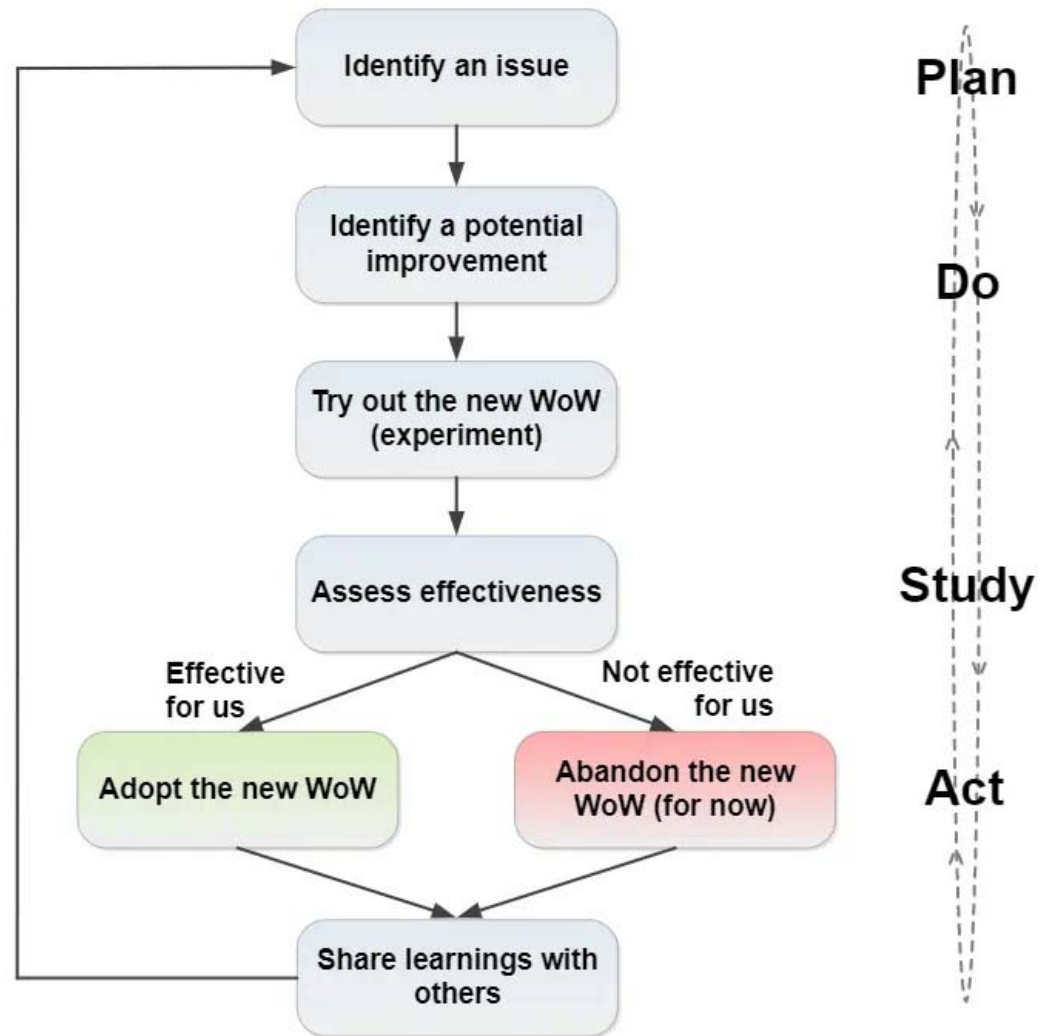 Identify an issue
Plan
Identify a potential
improvement
Do
Try out the new WoW
(experiment)
Assess effectiveness
Study
Effective
for us
Not effective
for us
Adopt the new WoW
Abandon the new
WoW (for now)
Act
Share learnings with
others